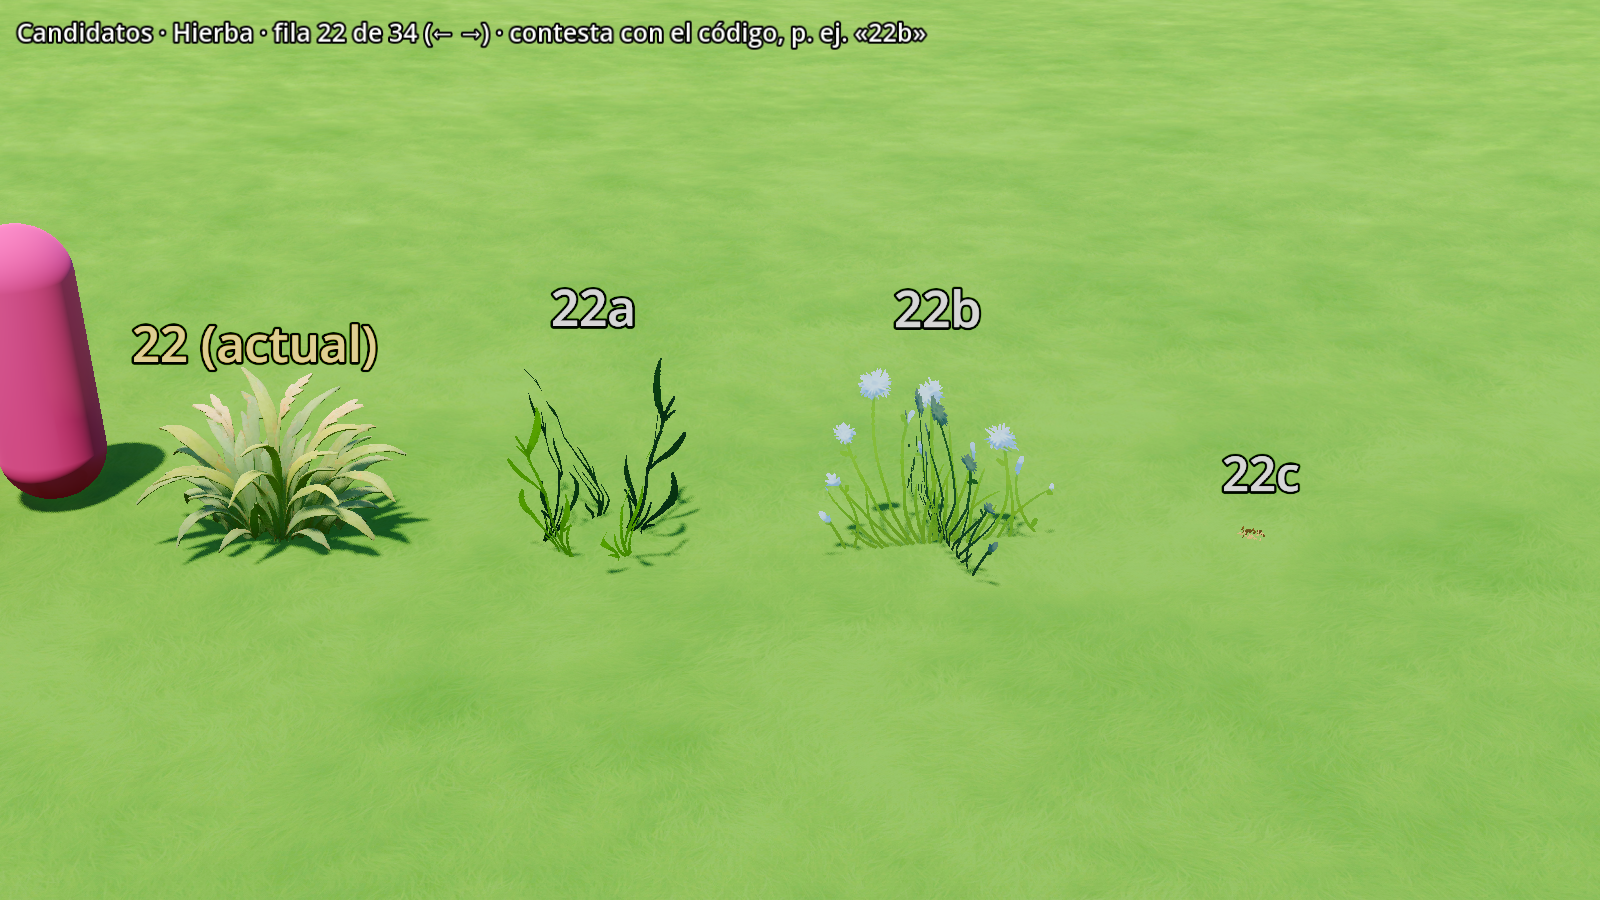 Candidatos · Hierba · fila 22 de 34 (← →) · contesta con el código, p. ej. «22b»
22a
22b
22 (actual)
22c